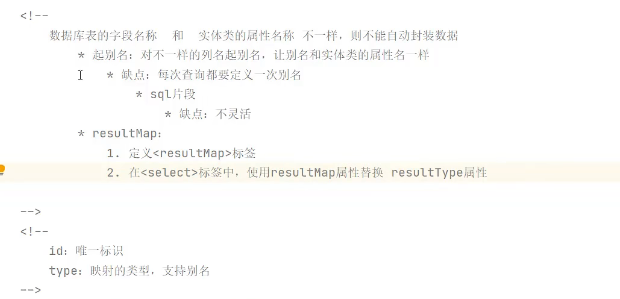 <!--
数据库表的字段名称 和 实体类的属性名称 不一样，则不能自动封装数据
* 起别名：对不一样的列名起别名，让别名和实体类的属性名一样
* 缺点：每次查询都要定义一次别名
* sql片段
* 缺点：不灵活
* resultMap：
1. 定义<resultMap>标签
2. 在<select>标签中，使用resultMap属性替换 resultType属性
-->
<!--
id：唯一标识
type：映射的类型，支持别名
-->